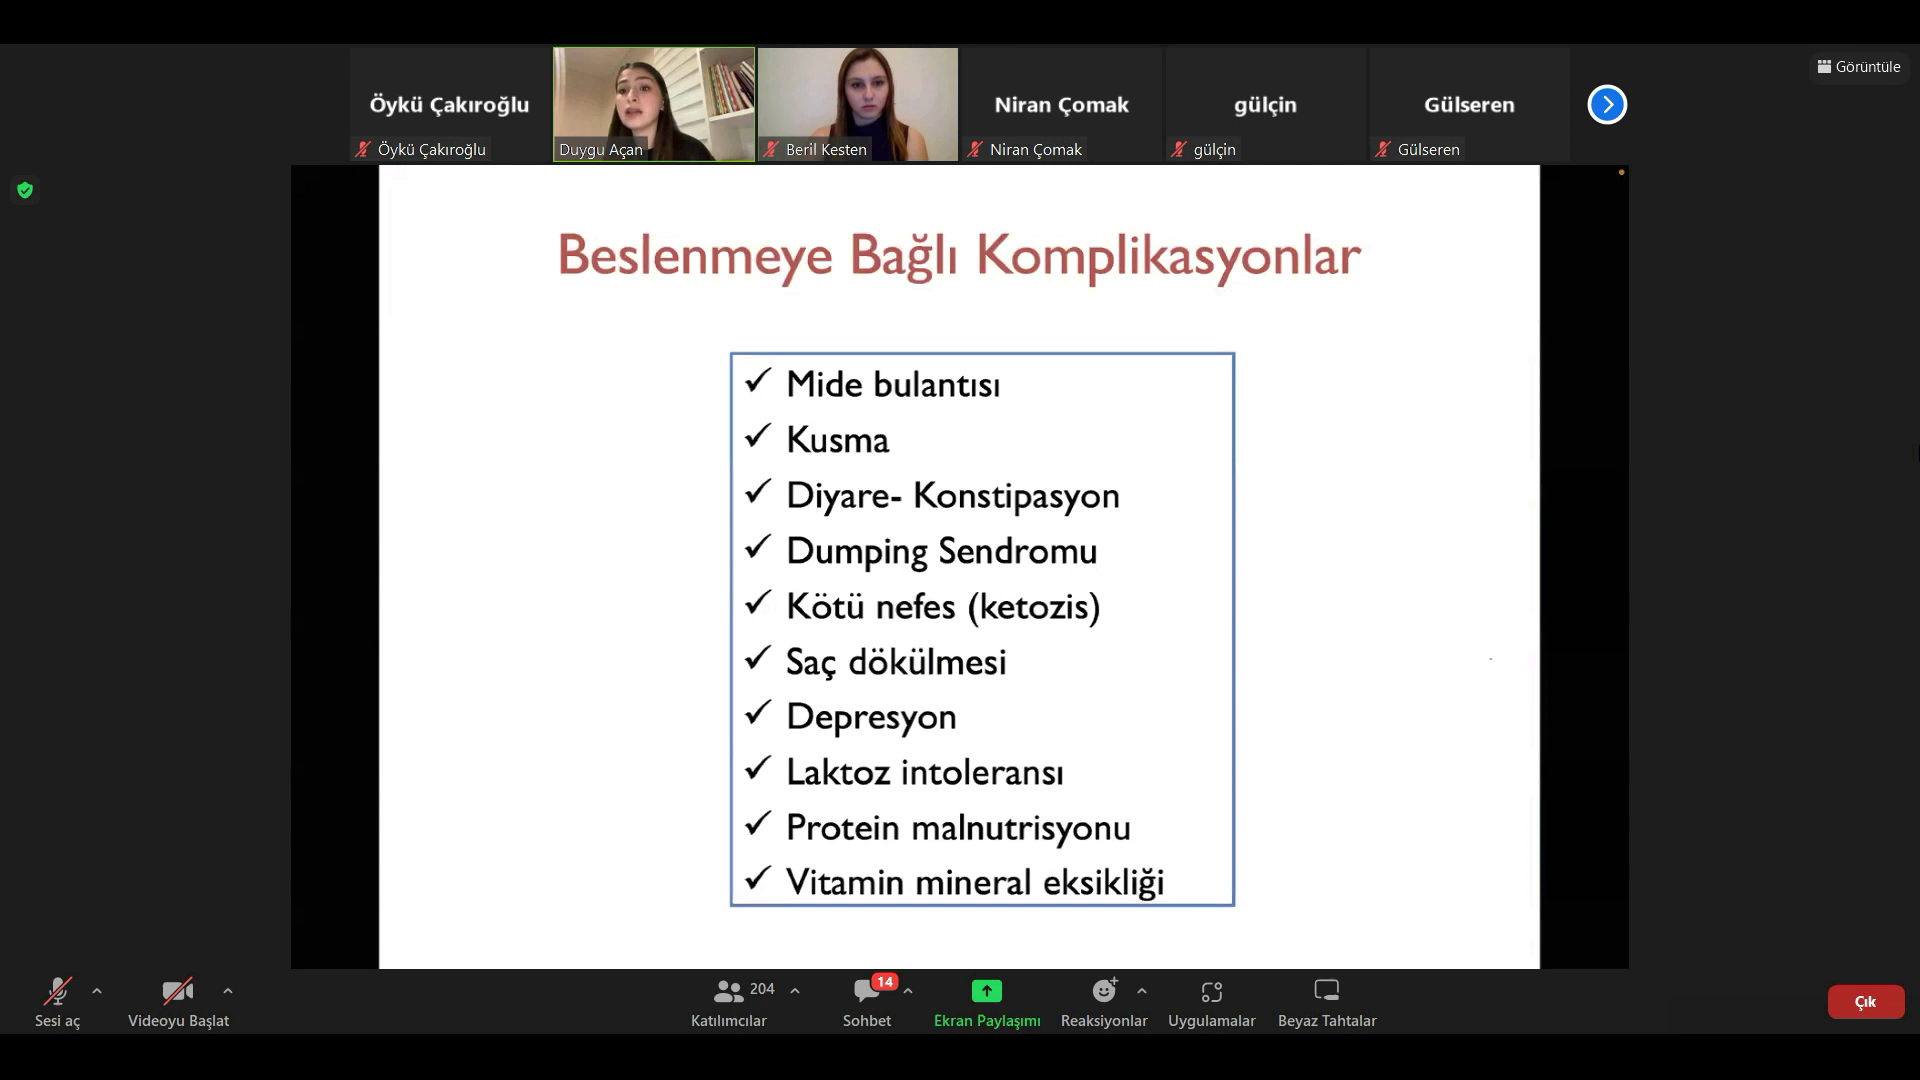 Görüntüle
Öykü Çakıroğlu
Niran Çomak
gülçin
Gülseren
Öykü Çakıroğlu
Duygu Açan
Beril Kesten
Niran Çomak
gülçin
Gülseren
Beslenmeye Bağlı Komplikasyonlar
✓ Mide bulantısı
✓ Kusma
✓ Diyare- Konstipasyon
✓ Dumping Sendromu
✓ Kötü nefes (ketozis)
✓ Saç dökülmesi
✓ Depresyon
✓ Laktoz intoleransı
✓ Protein malnutrisyonu
✓ Vitamin mineral eksikliği
Sesi aç
Videoyu Başlat
204
Katılımcılar
14
Sohbet
Ekran Paylaşımı
Reaksiyonlar
Uygulamalar
Beyaz Tahtalar
Çık